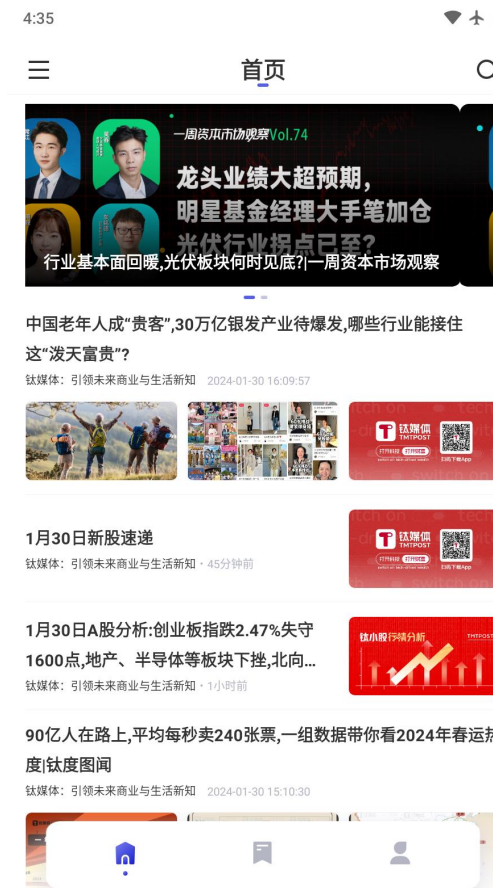 4:35
首页
一周资本市场观察Vol.74
龙头业绩大超预期，
明星基金经理大手笔加仓
光伏行业拐点已至？
行业基本面回暖,光伏板块何时见底?|一周资本市场观察
中国老年人成“贵客”,30万亿银发产业待爆发,哪些行业能接住
这“泼天富贵”?
钛媒体：引领未来商业与生活新知 2024-01-30 16:09:57
钛媒体
TMTPOST
扫码下载App
1月30日新股速递
钛媒体：引领未来商业与生活新知 · 45分钟前
钛媒体
TMTPOST
扫码下载App
1月30日A股分析:创业板指跌2.47%失守
1600点,地产、半导体等板块下挫,北向...
钛媒体：引领未来商业与生活新知 · 1小时前
钛小股行情分析
TMTPOST
90亿人在路上,平均每秒卖240张票,一组数据带你看2024年春运热
度|钛度图闻
钛媒体：引领未来商业与生活新知 2024-01-30 15:10:30